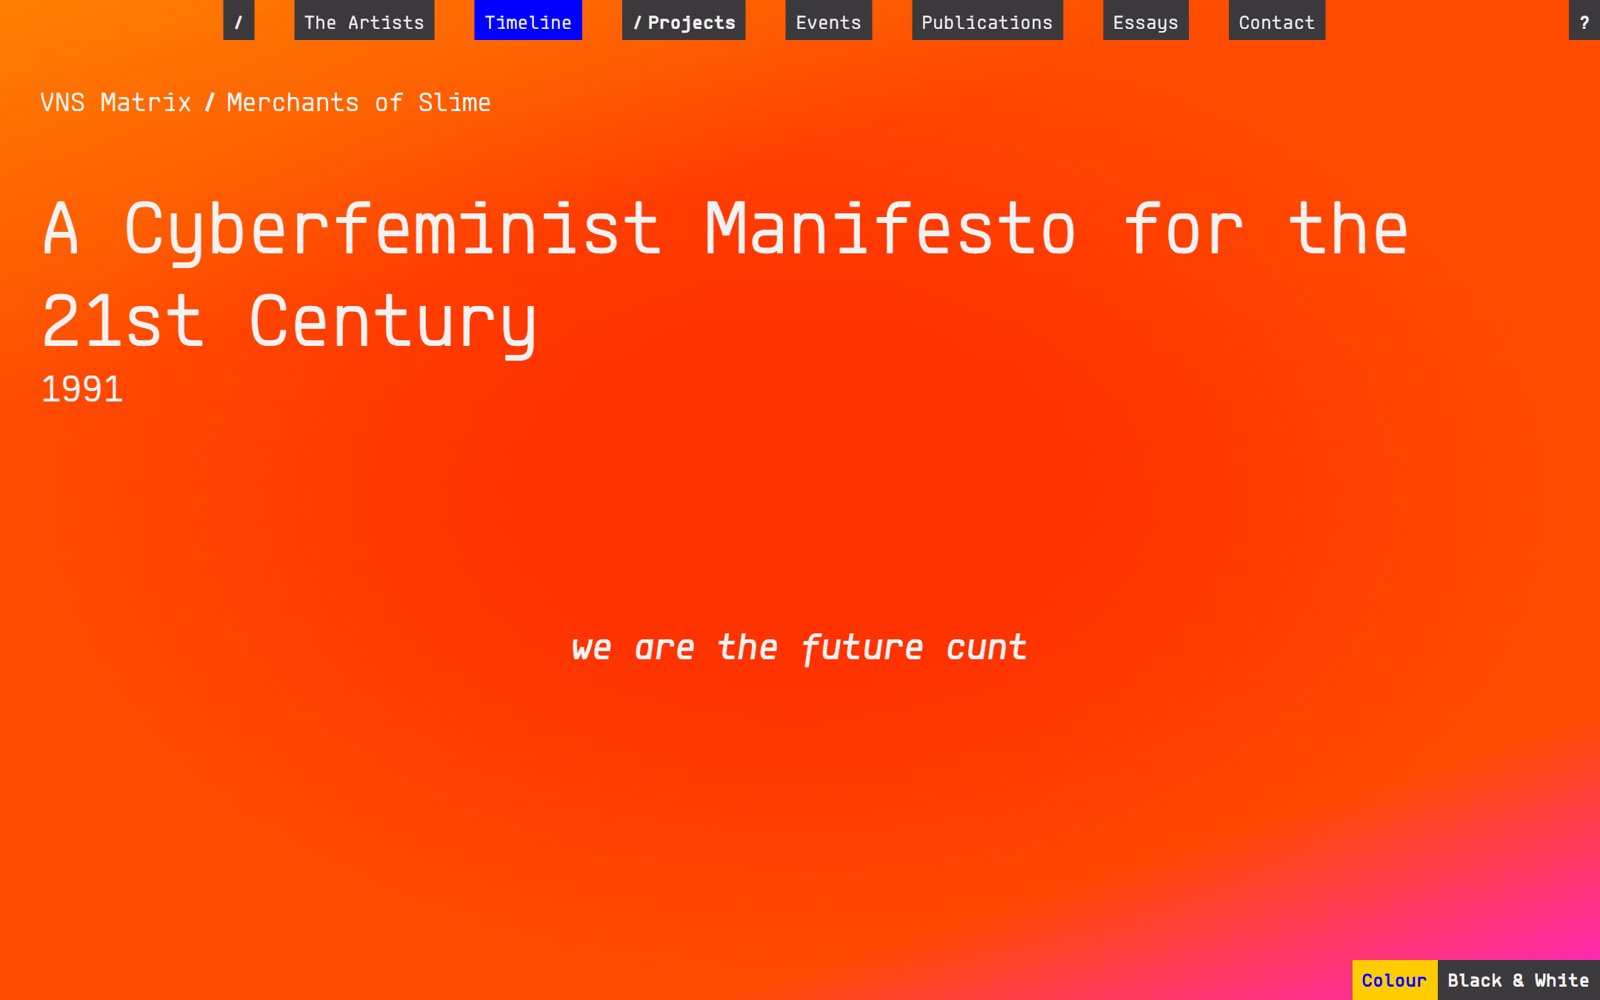 / The Artists Timeline / Projects Events Publications Essays Contact ?
VNS Matrix / Merchants of Slime
A Cyberfeminist Manifesto for the
21st Century
1991
we are the future cunt
Colour Black & White